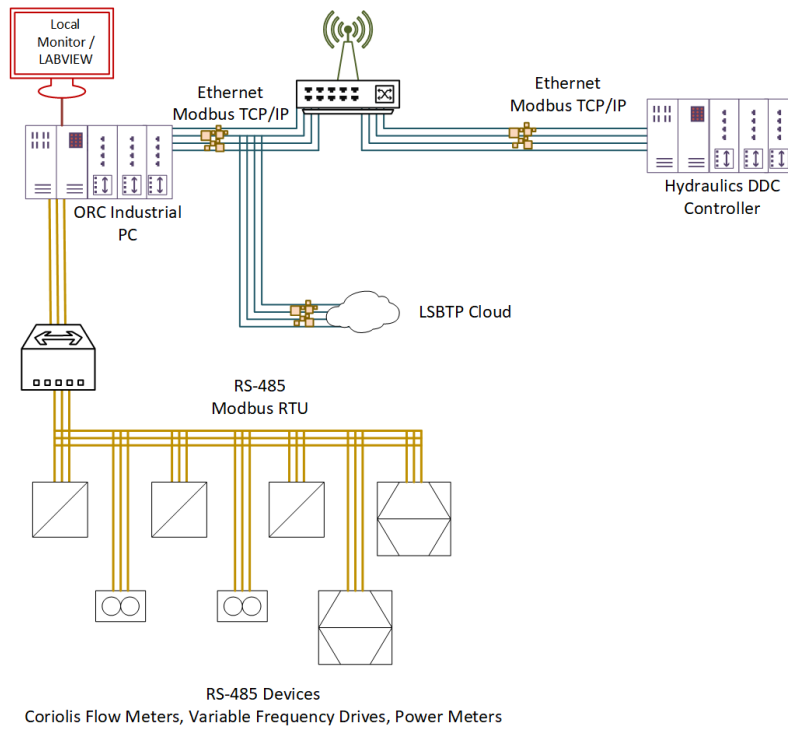 Local
Monitor /
LABVIEW
Ethernet
Modbus TCP/IP
Ethernet
Modbus TCP/IP
ORC Industrial
PC
Hydraulics DDC
Controller
LSBTP Cloud
RS-485
Modbus RTU
RS-485 Devices
Coriolis Flow Meters, Variable Frequency Drives, Power Meters